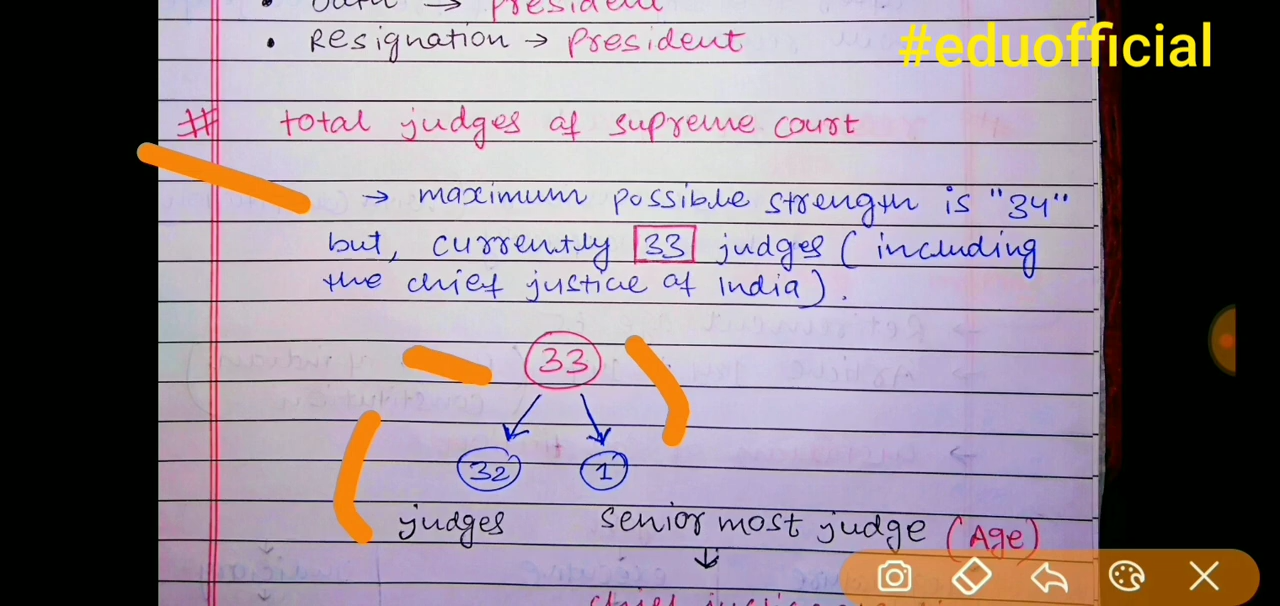 → President
• Resignation → President
#eduofficial
# total judges of supreme court
→ maximum possible strength is "34"
but, currently 33 judges (including
the chief justice of India).
33
32 1
judges senior most judge (Age)